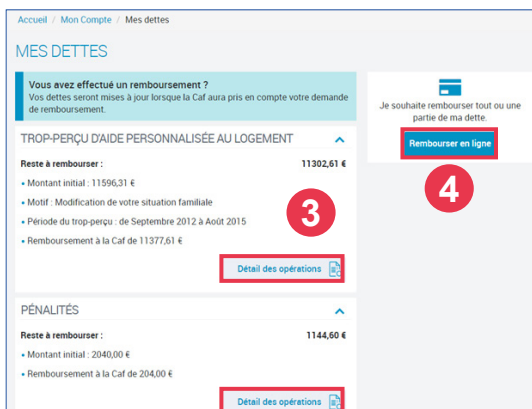 Accueil / Mon Compte / Mes dettes
MES DETTES
Vous avez effectué un remboursement ?
Vos dettes seront mises à jour lorsque la Caf aura pris en compte votre demande
de remboursement.
TROP-PERÇU D'AIDE PERSONNALISÉE AU LOGEMENT
Reste à rembourser : 11302,61 €
• Montant initial : 11596,31 €
• Motif : Modification de votre situation familiale
• Période du trop-perçu : de Septembre 2012 à Août 2015
• Remboursement à la Caf de 11377,61 €
3
Détail des opérations
PÉNALITÉS
Reste à rembourser : 1144,60 €
• Montant initial : 2040,00 €
• Remboursement à la Caf de 204,00 €
Détail des opérations
Je souhaite rembourser tout ou une
partie de ma dette.
Rembourser en ligne
4